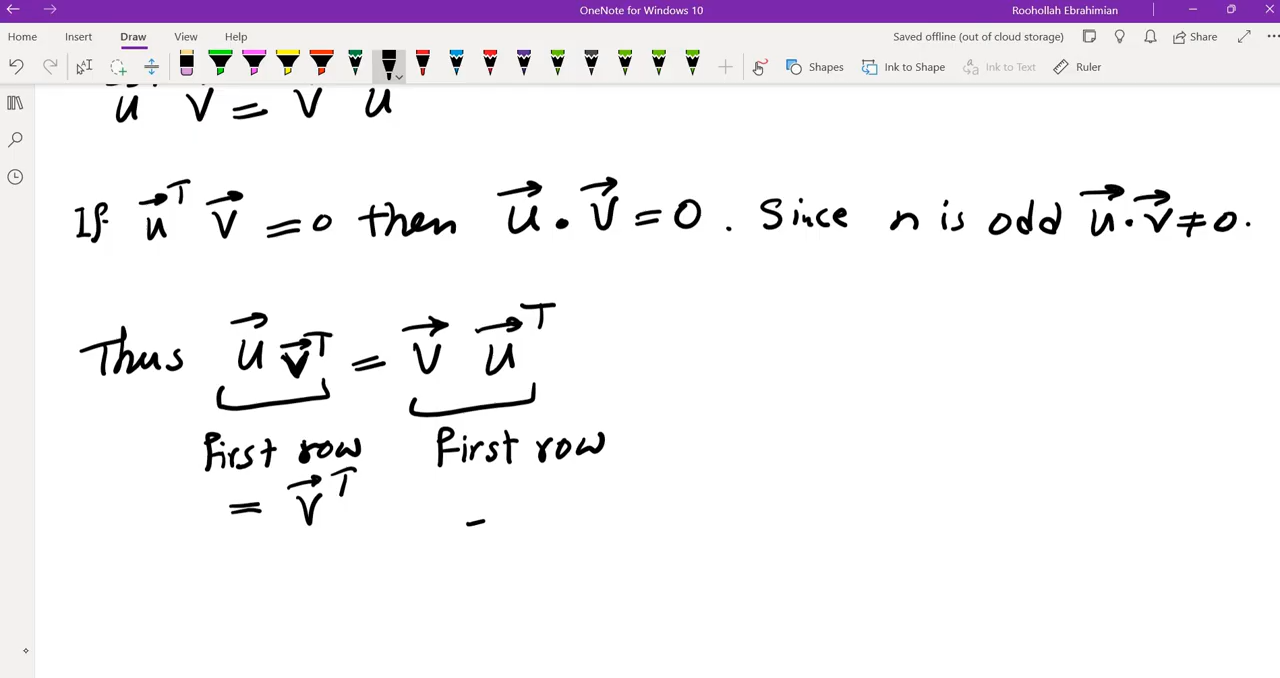 OneNote for Windows 10
Roohollah Ebrahimian
Home Insert Draw View Help
Saved offline (out of cloud storage) Share
Shapes Ink to Shape Ink to Text Ruler
u v = v u
If u⃗ᵀ v⃗ = 0 then u⃗ · v⃗ = 0. Since n is odd u⃗ · v⃗ ≠ 0.
Thus u⃗ v⃗ᵀ = v⃗ u⃗ᵀ
First row First row
= v⃗ᵀ –